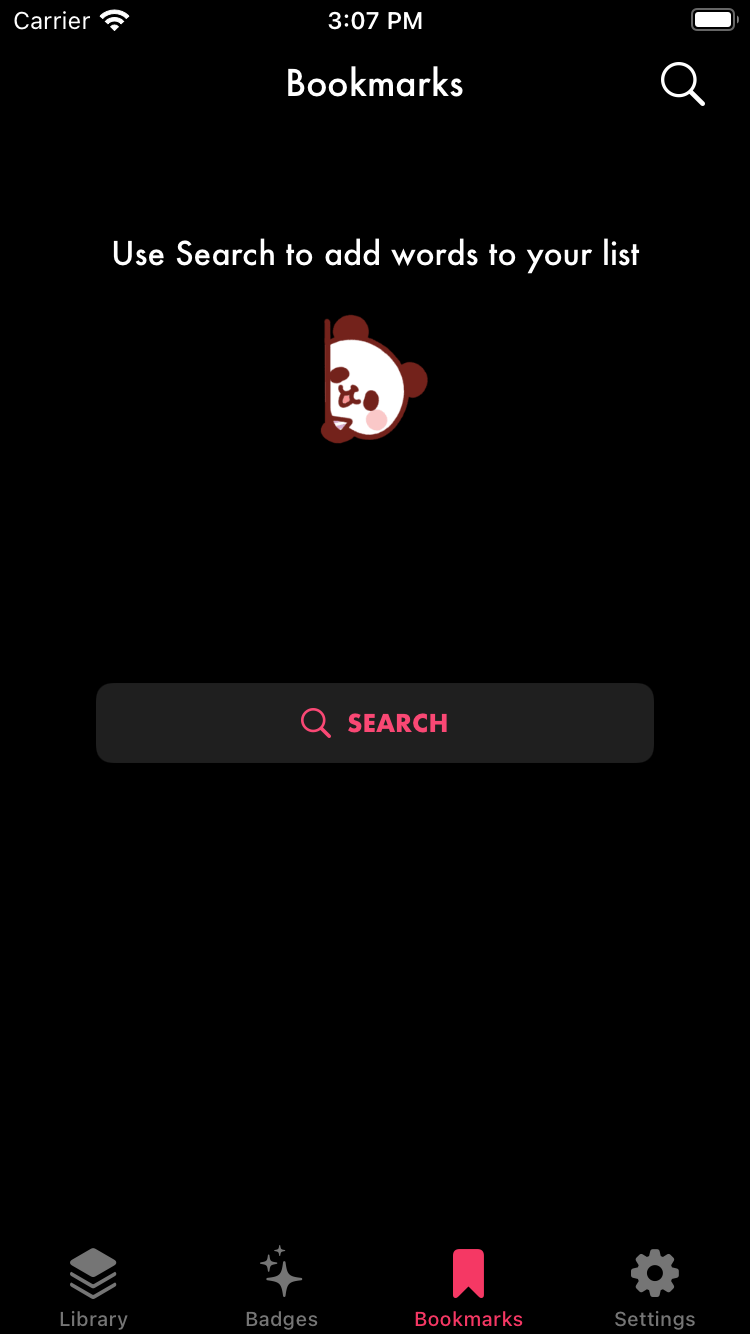 Carrier 3:07 PM
Bookmarks
Use Search to add words to your list
SEARCH
Library Badges Bookmarks Settings